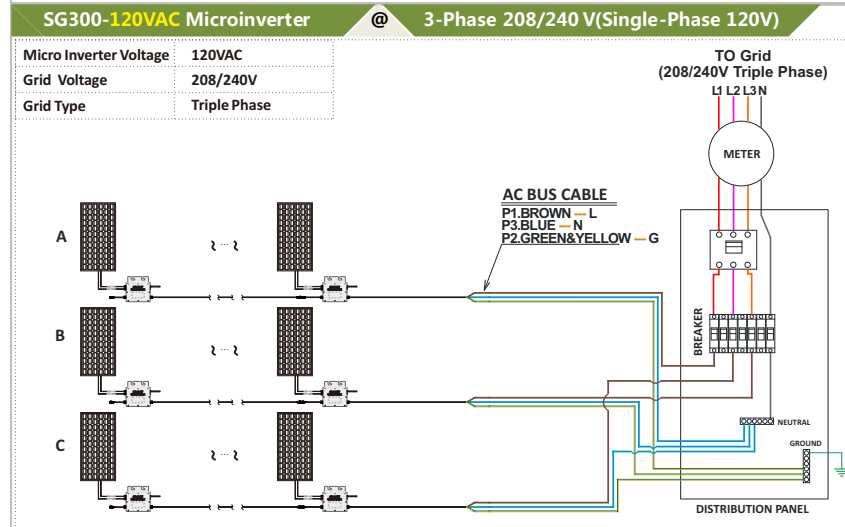 SG300-120VAC Microinverter @ 3-Phase 208/240 V(Single-Phase 120V)
Micro Inverter Voltage 120VAC
Grid Voltage 208/240V
Grid Type Triple Phase
TO Grid
(208/240V Triple Phase)
L1 L2 L3 N
METER
AC BUS CABLE
P1.BROWN — L
P3.BLUE — N
P2.GREEN&YELLOW — G
A
B
C
BREAKER
NEUTRAL
GROUND
DISTRIBUTION PANEL